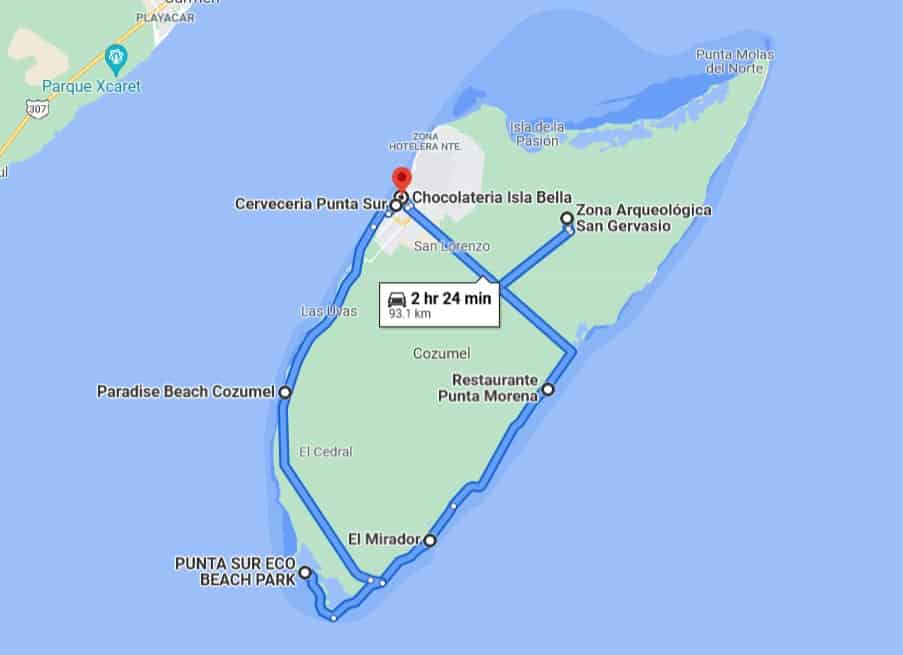 PLAYACAR
Parque Xcaret
307
Punta Molas
del Norte
Isla de la
Pasión
ZONA
HOTELERA NTE.
Chocolateria Isla Bella
Cerveceria Punta Sur
Zona Arqueológica
San Gervasio
San Lorenzo
2 hr 24 min
93.1 km
Las Uvas
Cozumel
Restaurante
Punta Morena
Paradise Beach Cozumel
El Cedral
El Mirador
PUNTA SUR ECO
BEACH PARK